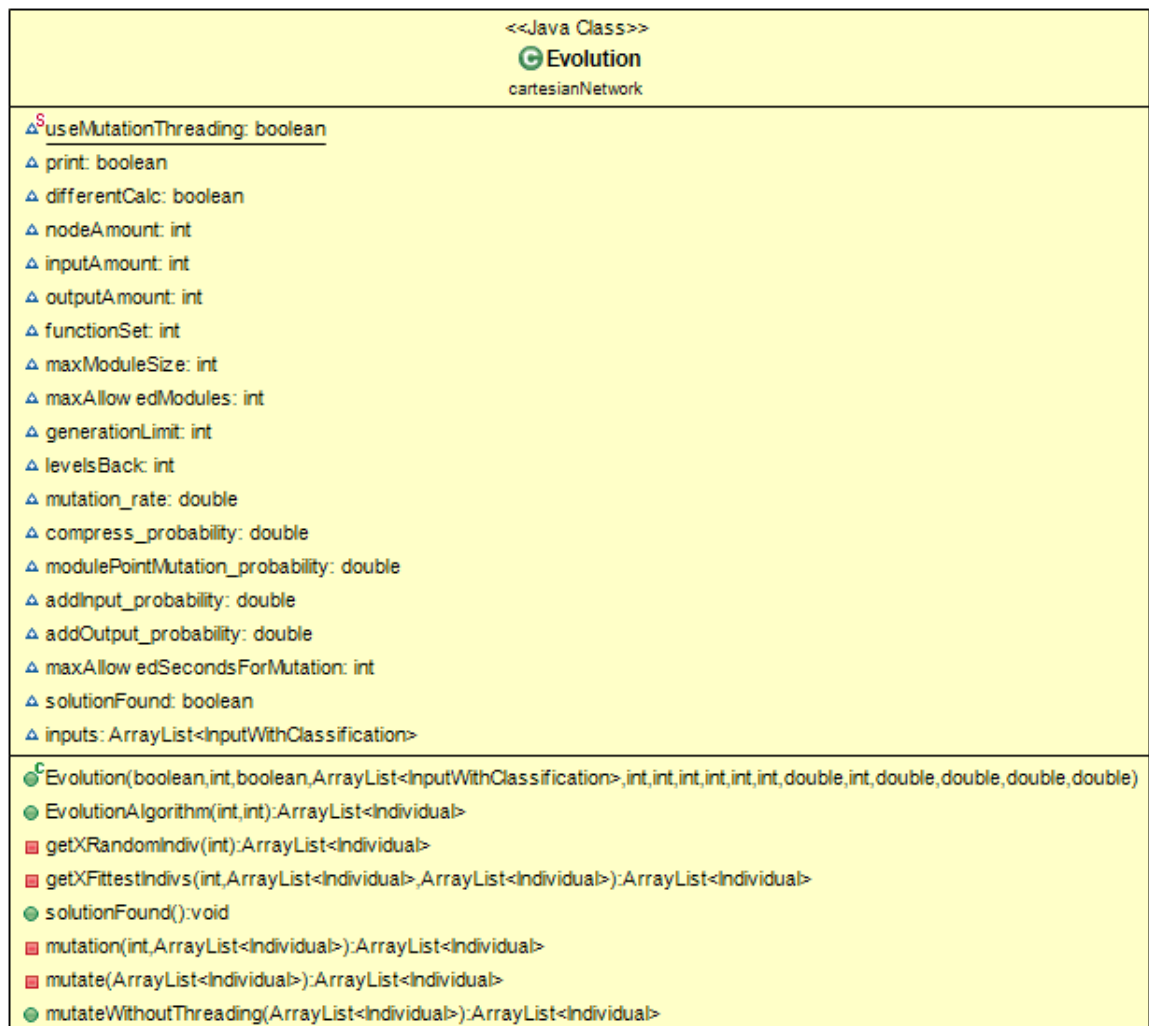 <<Java Class>>
Evolution
cartesianNetwork
useMutationThreading: boolean
print: boolean
differentCalc: boolean
nodeAmount: int
inputAmount: int
outputAmount: int
functionSet: int
maxModuleSize: int
maxAllowedModules: int
generationLimit: int
levelsBack: int
mutation_rate: double
compress_probability: double
modulePointMutation_probability: double
addInput_probability: double
addOutput_probability: double
maxAllowedSecondsForMutation: int
solutionFound: boolean
inputs: ArrayList<InputWithClassification>
Evolution(boolean,int,boolean,ArrayList<InputWithClassification>,int,int,int,int,int,int,double,int,double,double,double,double)
EvolutionAlgorithm(int,int):ArrayList<Individual>
getXRandomIndiv(int):ArrayList<Individual>
getXFittestIndivs(int,ArrayList<Individual>,ArrayList<Individual>):ArrayList<Individual>
solutionFound():void
mutation(int,ArrayList<Individual>):ArrayList<Individual>
mutate(ArrayList<Individual>):ArrayList<Individual>
mutateWithoutThreading(ArrayList<Individual>):ArrayList<Individual>